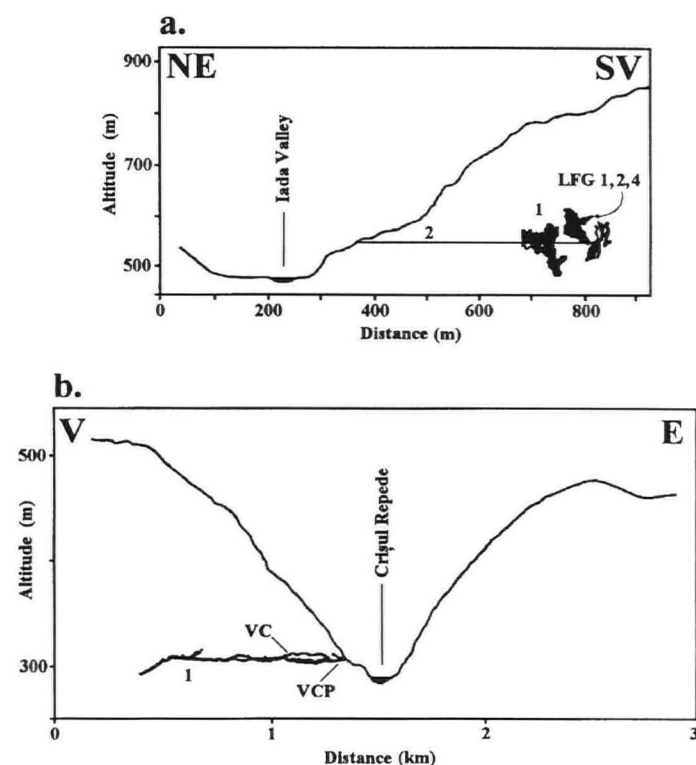 a.
NE
SV
900
700
500
Altitude (m)
Iada Valley
LFG 1, 2, 4
1
2
0
200
400
600
800
Distance (m)
b.
V
E
500
300
Altitude (m)
Crişul Repede
VC
VCP
1
0
1
2
3
Distance (km)